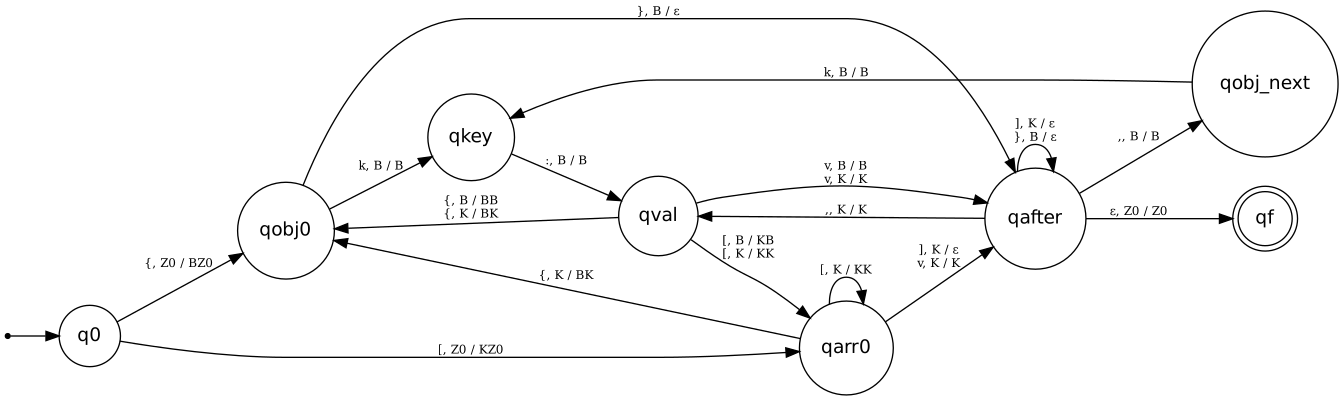 }, B / ε
k, B / B
qobj_next
], K / ε
}, B / ε
qkey
,, B / B
:, B / B
k, B / B
v, B / B
v, K / K
{, B / BB
{, K / BK
qval
,, K / K
qafter
ε, Z0 / Z0
qf
qobj0
[, B / KB
[, K / KK
], K / ε
v, K / K
{, Z0 / BZ0
{, K / BK
[, K / KK
q0
[, Z0 / KZ0
qarr0